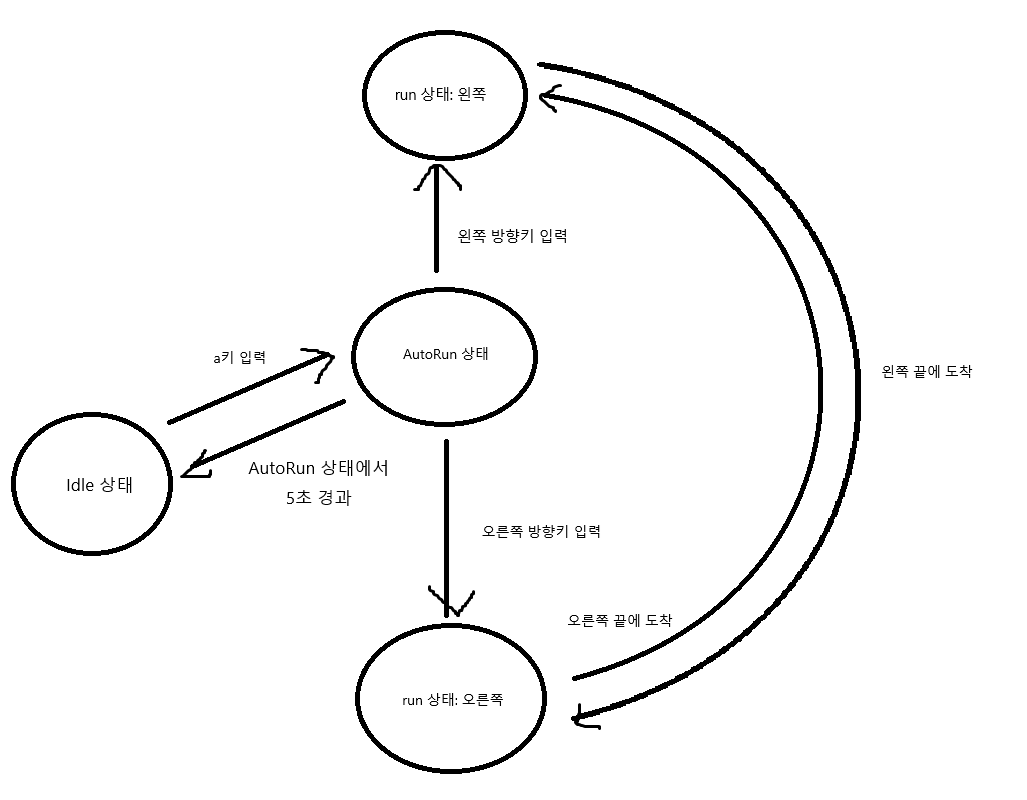 run 상태: 왼쪽
왼쪽 방향키 입력
AutoRun 상태
a키 입력
왼쪽 끝에 도착
AutoRun 상태에서
5초 경과
Idle 상태
오른쪽 방향키 입력
오른쪽 끝에 도착
run 상태: 오른쪽